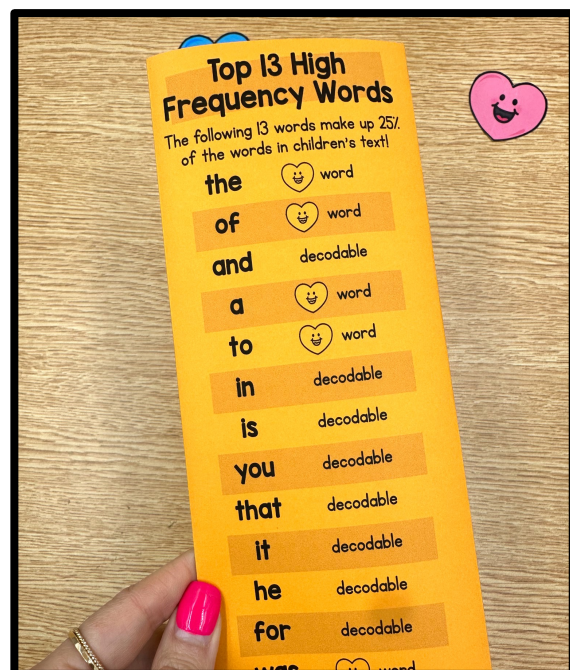 Top 13 High
Frequency Words
The following 13 words make up 25%
of the words in children's text!
the word
of word
and decodable
a word
to word
in decodable
is decodable
you decodable
that decodable
it decodable
he decodable
for decodable
was word